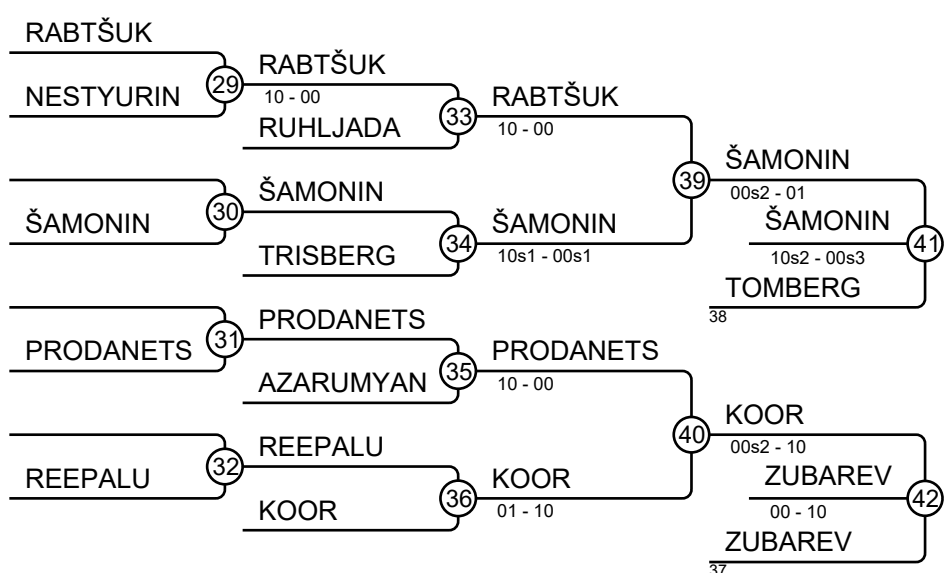 RABTŠUK
29
NESTYURIN
RABTŠUK
10 - 00
33
RUHLJADA
RABTŠUK
10 - 00
39
30
ŠAMONIN
ŠAMONIN
34
TRISBERG
ŠAMONIN
10s1 - 00s1
ŠAMONIN
00s2 - 01
ŠAMONIN
41
10s2 - 00s3
TOMBERG
38
31
PRODANETS
PRODANETS
35
AZARUMYAN
PRODANETS
10 - 00
40
32
REEPALU
REEPALU
36
KOOR
KOOR
01 - 10
KOOR
00s2 - 10
ZUBAREV
42
00 - 10
ZUBAREV
37